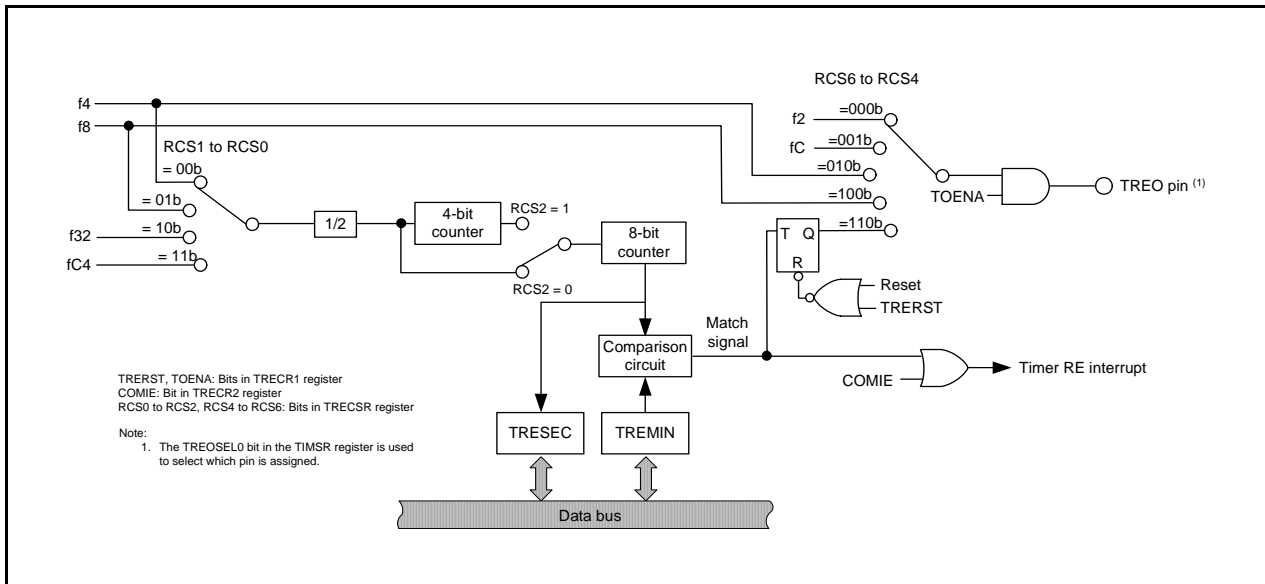 RCS6 to RCS4
f4
f8
f2
=000b
fC
=001b
=010b
=100b
=110b
TOENA
TREO pin (1)
RCS1 to RCS0
= 00b
= 01b
= 10b
= 11b
f32
fC4
1/2
4-bit
counter
RCS2 = 1
RCS2 = 0
8-bit
counter
T Q
R
Reset
TRERST
Match
signal
Comparison
circuit
COMIE
Timer RE interrupt
TRERST, TOENA: Bits in TRECR1 register
COMIE: Bit in TRECR2 register
RCS0 to RCS2, RCS4 to RCS6: Bits in TRECSR register
Note:
1. The TREOSEL0 bit in the TIMSR register is used
to select which pin is assigned.
TRESEC
TREMIN
Data bus